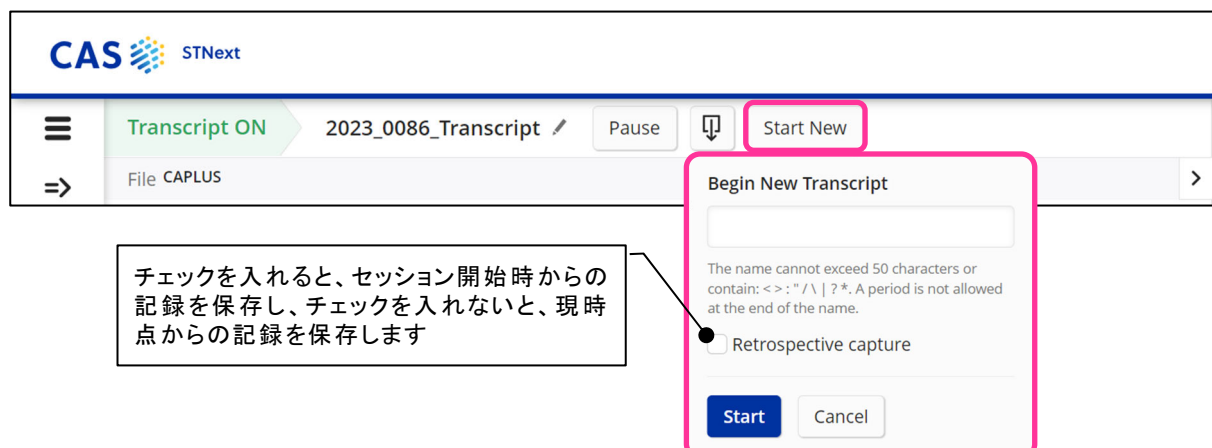 CAS STNext
Transcript ON 2023_0086_Transcript Pause Start New
File CAPLUS
Begin New Transcript
The name cannot exceed 50 characters or
contain: < > : " / \ | ? *. A period is not allowed
at the end of the name.
Retrospective capture
Start Cancel
チェックを入れると、セッション開始時からの
記録を保存し、チェックを入れないと、現時
点からの記録を保存します